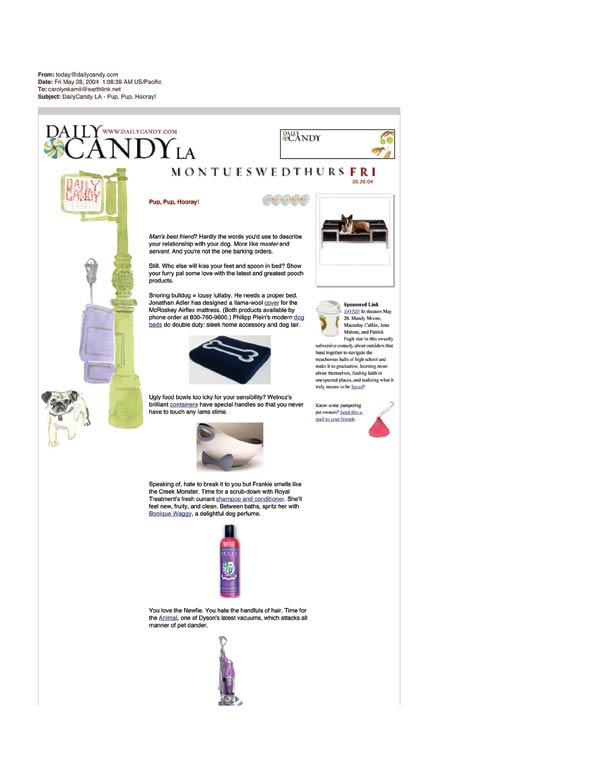 From: today@dailycandy.com
Date: Fri May 28, 2004 1:08:39 AM US/Pacific
To: carolynkamii@earthlink.net
Subject: DailyCandy LA - Pup, Pup, Hooray!
DAILY WWW.DAILYCANDY.COM
CANDY LA
DAILY
CANDY
MONTUESWEDTHURS FRI
05.28.04
DAILY
CANDY
Pup, Pup, Hooray!
SEND to a FRIEND
Man's best friend? Hardly the words you'd use to describe
your relationship with your dog. More like master and
servant. And you're not the one barking orders.
Still. Who else will kiss your feet and spoon in bed? Show
your furry pal some love with the latest and greatest pooch
products.
Snoring bulldog = lousy lullaby. He needs a proper bed.
Jonathan Adler has designed a llama-wool cover for the
McRoskey Airflex mattress. (Both products available by
phone order at 800-760-9600.) Philipp Plein's modern dog
beds do double duty: sleek home accessory and dog lair.
Ugly food bowls too icky for your sensibility? Wetnoz's
brilliant containers have special handles so that you never
have to touch any Iams slime.
Speaking of, hate to break it to you but Frankie smells like
the Creek Monster. Time for a scrub-down with Royal
Treatment's fresh currant shampoo and conditioner. She'll
feel new, fruity, and clean. Between baths, spritz her with
Bonique Waggy, a delightful dog perfume.
You love the Newfie. You hate the handfuls of hair. Time for
the Animal, one of Dyson's latest vacuums, which attacks all
manner of pet dander.
Sponsored Link
SAVED! In theaters May
28. Mandy Moore,
Macaulay Culkin, Jena
Malone, and Patrick
Fugit star in this sweetly
subversive comedy about outsiders that
band together to navigate the
treacherous halls of high school and
make it to graduation, learning more
about themselves, finding faith in
unexpected places, and realizing what it
truly means to be Saved!
Know some pampering
pet owners? Send this e-
mail to your friends.